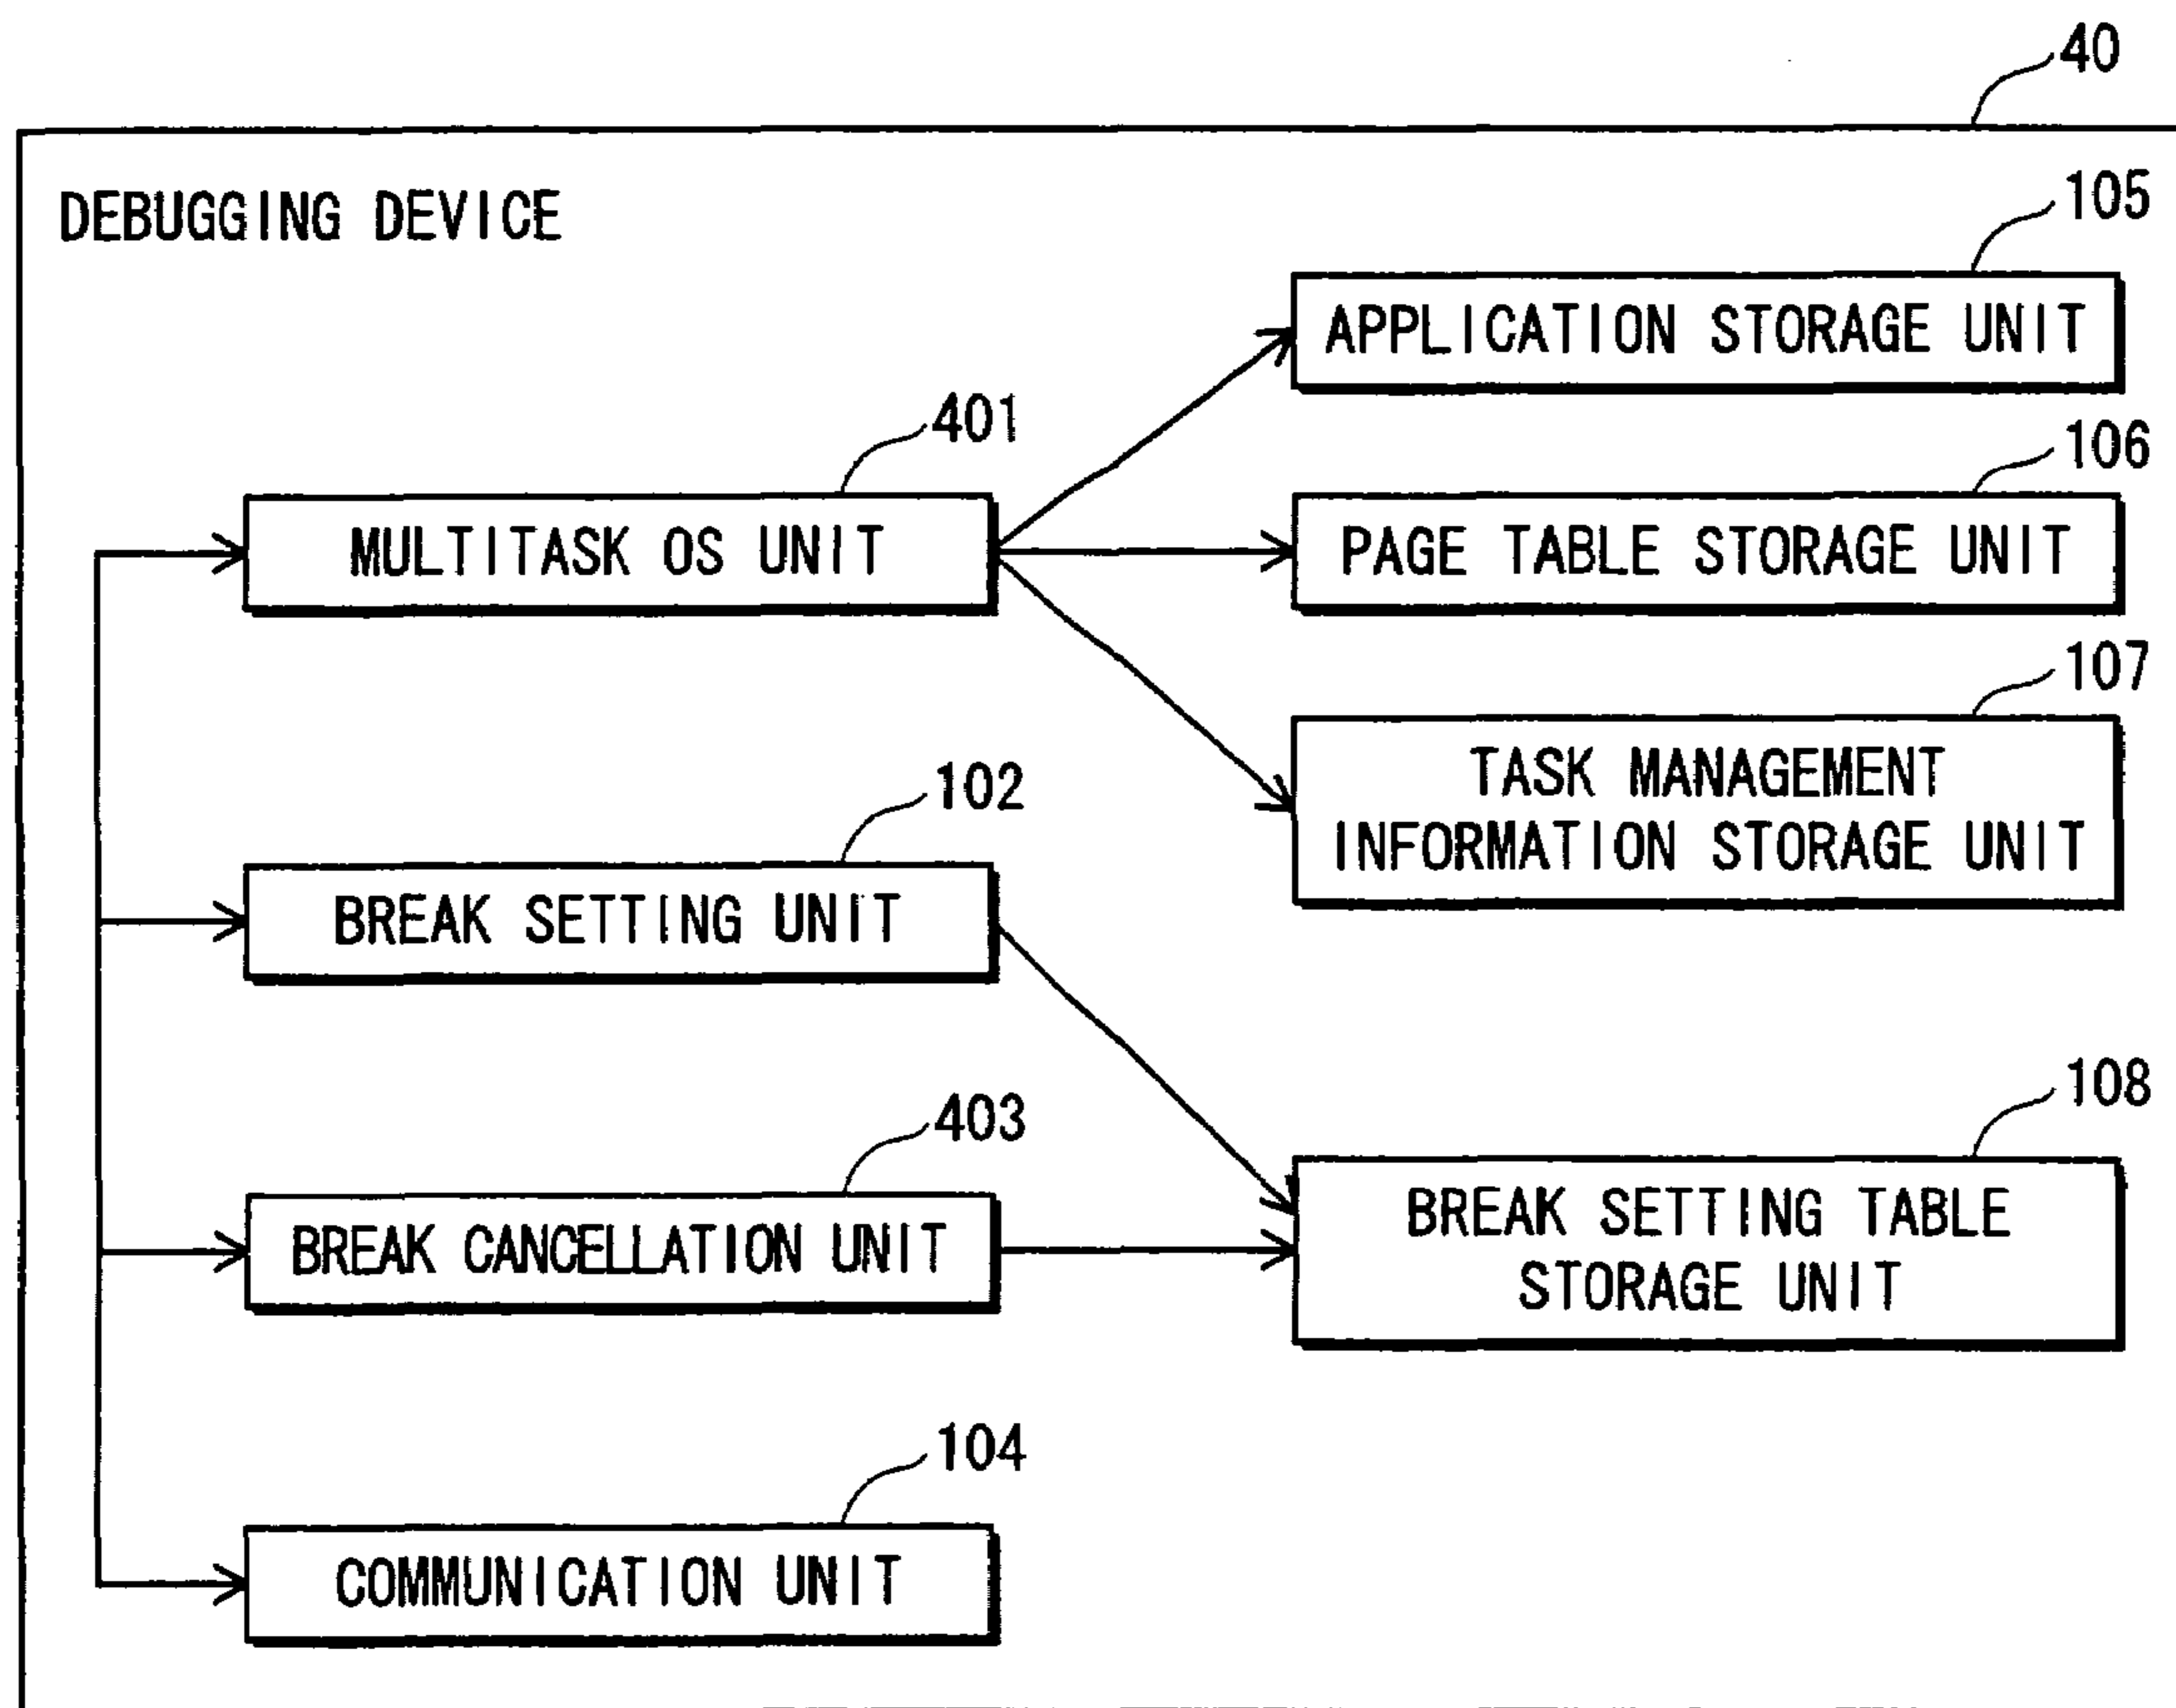 40
DEBUGGING DEVICE
105
APPLICATION STORAGE UNIT
401
MULTITASK OS UNIT
106
PAGE TABLE STORAGE UNIT
107
TASK MANAGEMENT
INFORMATION STORAGE UNIT
102
BREAK SETTING UNIT
403
BREAK CANCELLATION UNIT
108
BREAK SETTING TABLE
STORAGE UNIT
104
COMMUNICATION UNIT